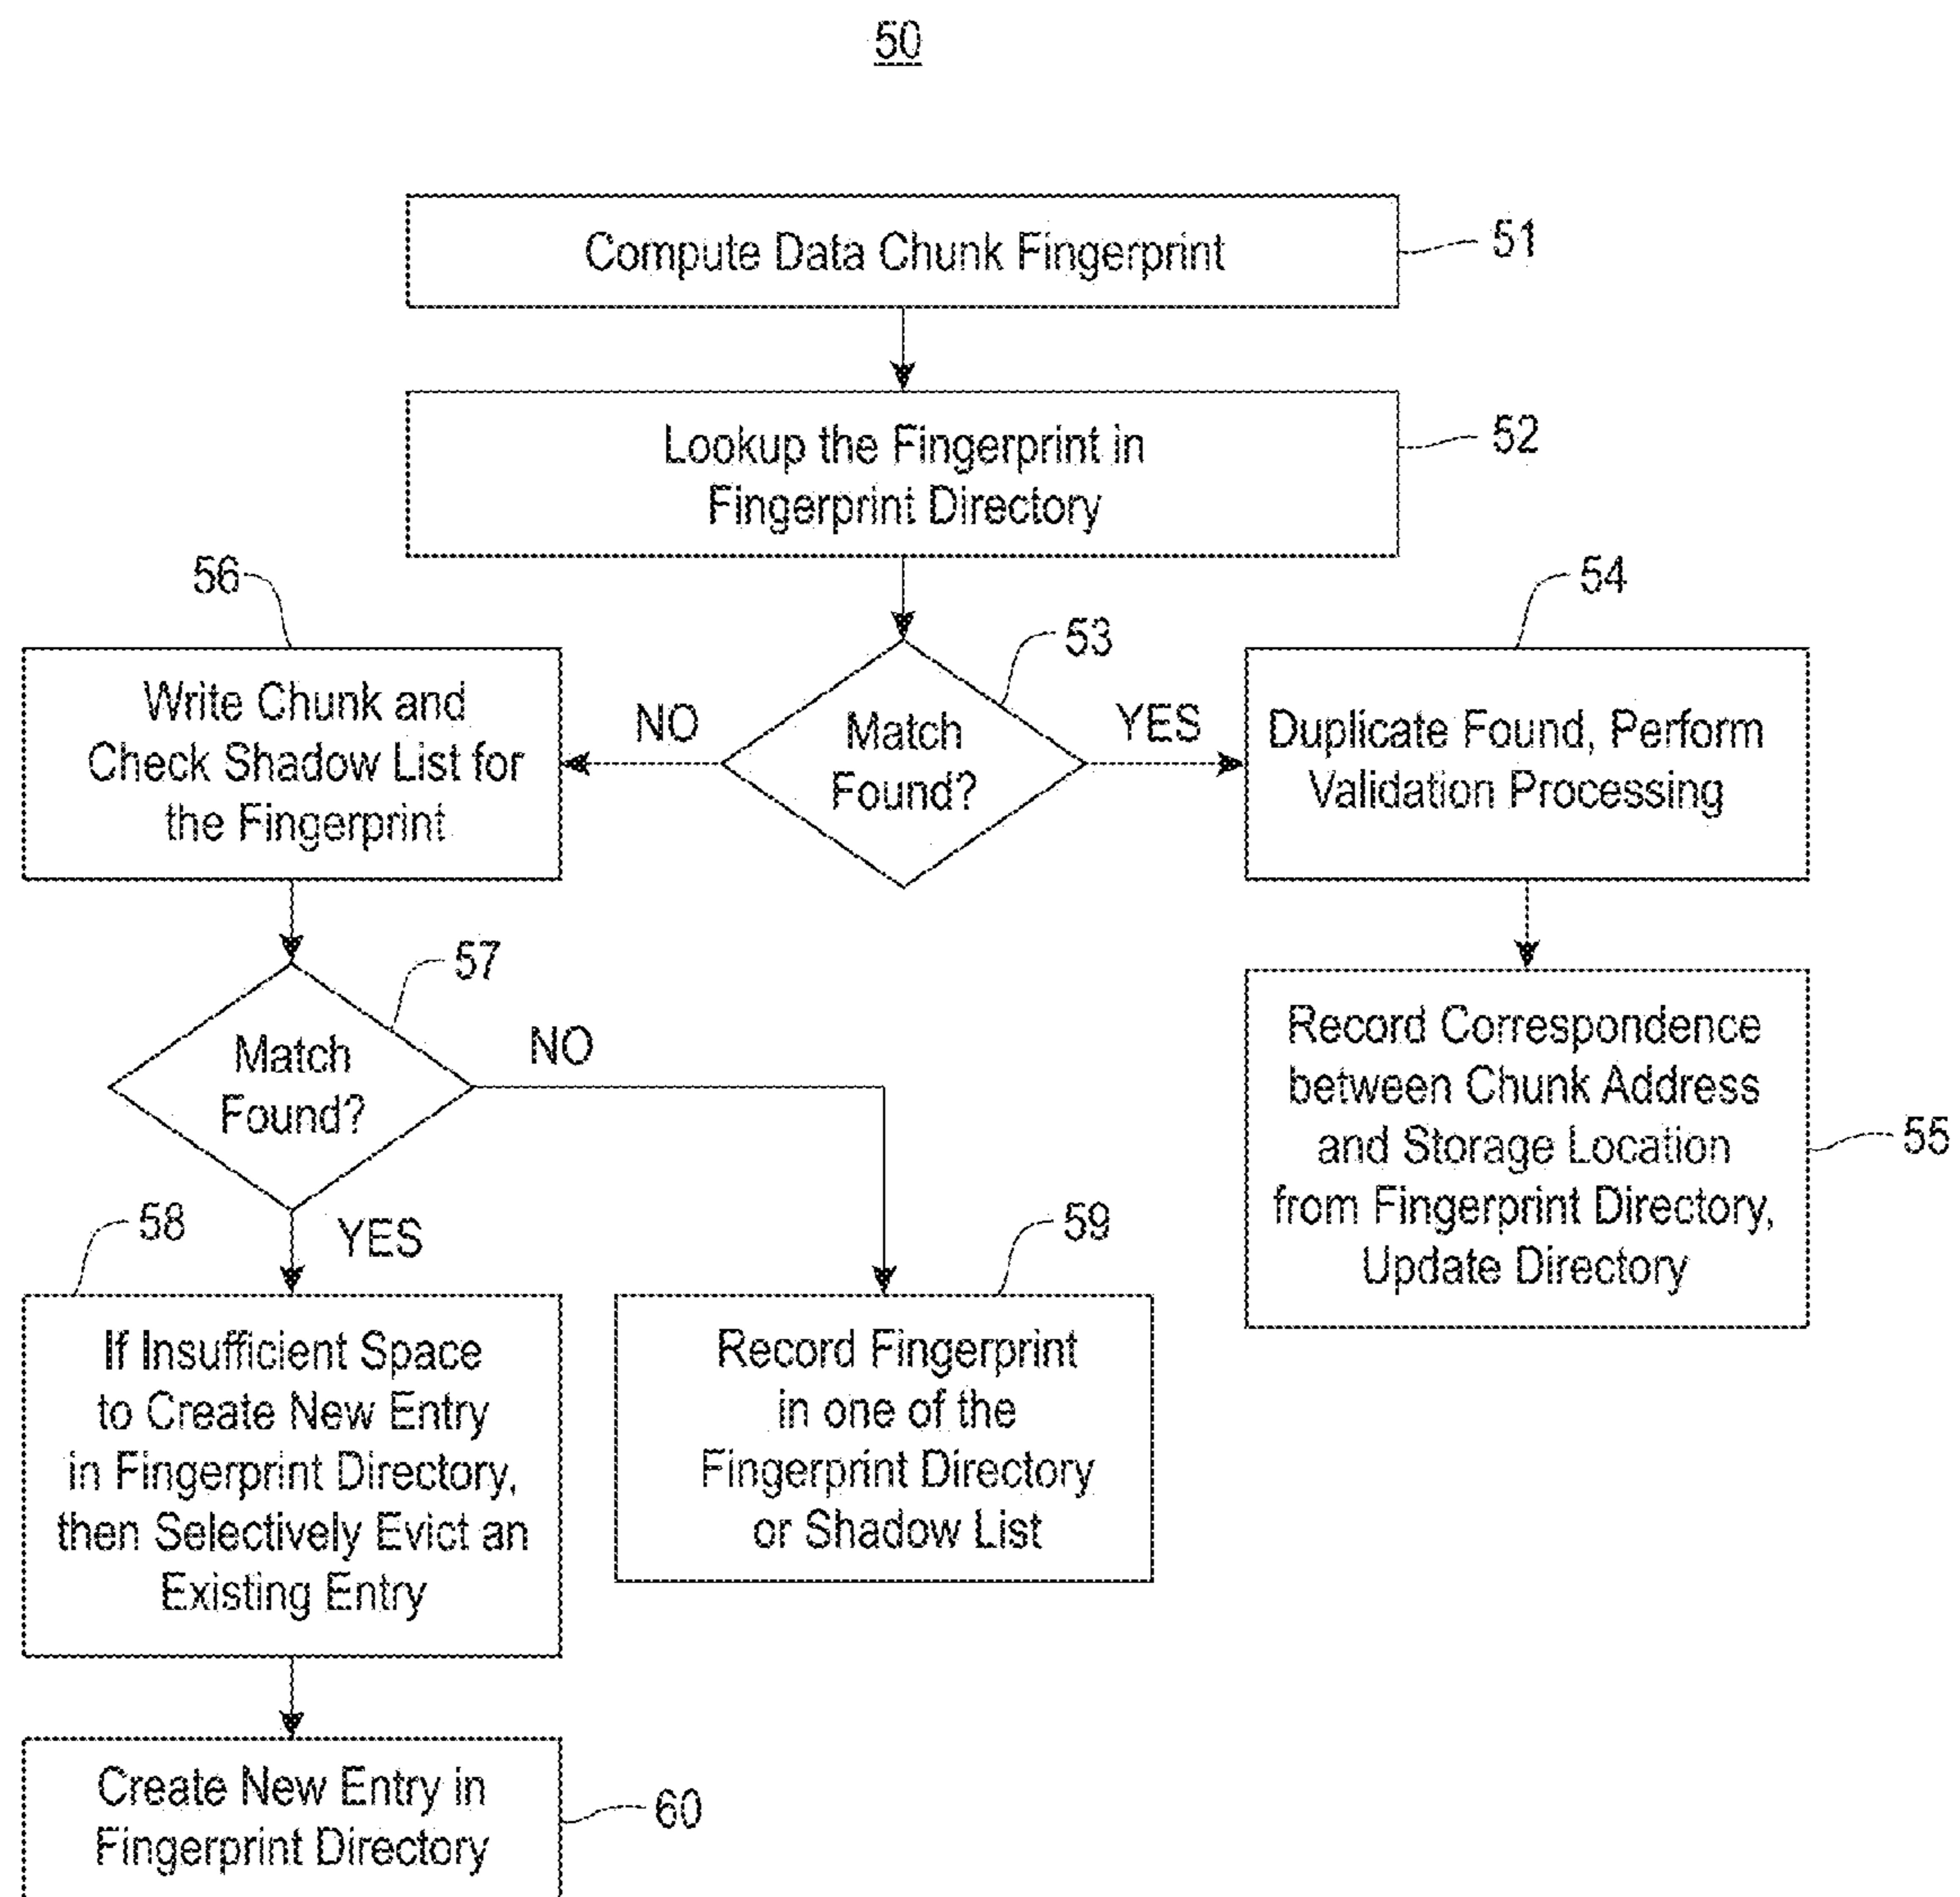 50
Compute Data Chunk Fingerprint
51
Lookup the Fingerprint in
Fingerprint Directory
52
56
Write Chunk and
Check Shadow List for
the Fingerprint
NO
53
Match
Found?
YES
54
Duplicate Found, Perform
Validation Processing
57
Match
Found?
NO
YES
Record Correspondence
between Chunk Address
and Storage Location
from Fingerprint Directory,
Update Directory
55
58
If Insufficient Space
to Create New Entry
in Fingerprint Directory,
then Selectively Evict an
Existing Entry
59
Record Fingerprint
in one of the
Fingerprint Directory
or Shadow List
Create New Entry in
Fingerprint Directory
60